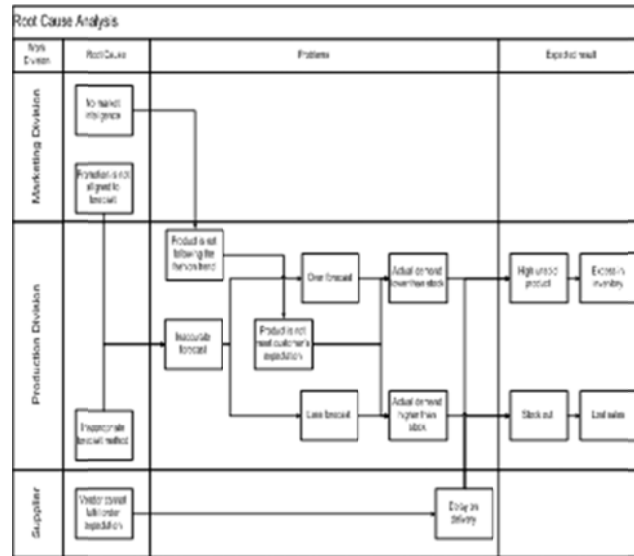 Root Cause Analysis
Work
Division
Root Cause
Problems
Expected result
Marketing Division
No market
intelligence
Promotion is not
aligned to
forecast
Production Division
Product is not
following the
fashion trend
Over forecast
Actual demand
lower than stock
High unsold
product
Excess in
inventory
Inaccurate
forecast
Product is not
meet customer's
expectation
Inappropriate
forecast method
Less forecast
Actual demand
higher than
stock
Stock out
Lost sales
Supplier
Vendor cannot
fulfill order
expectation
Delay on
delivery